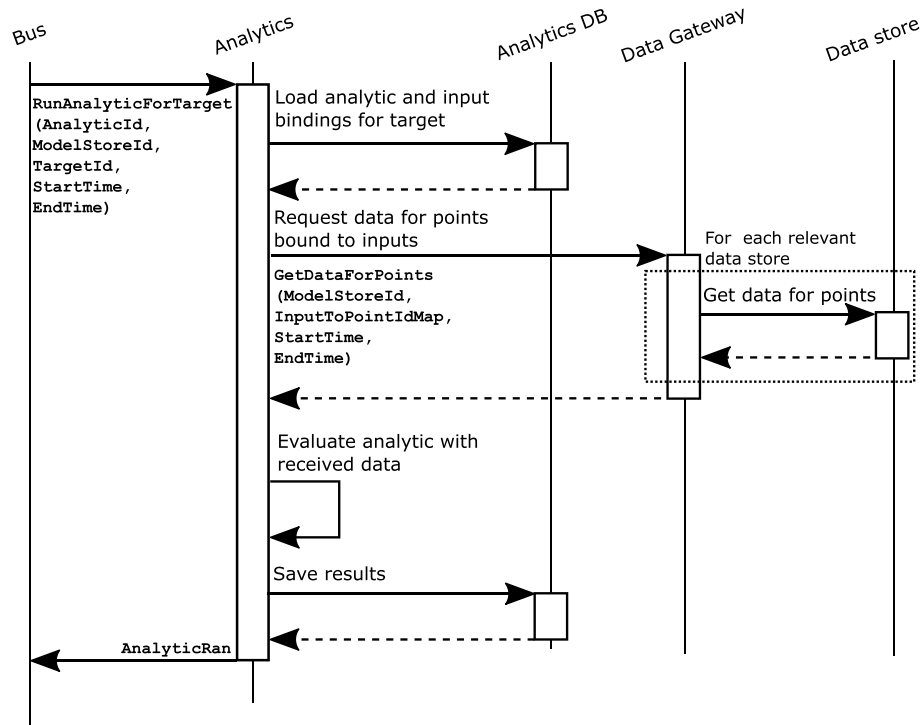 Bus
Analytics
Analytics DB
Data Gateway
Data store
RunAnalyticForTarget
(AnalyticId,
ModelStoreId,
TargetId,
StartTime,
EndTime)
Load analytic and input
bindings for target
Request data for points
bound to inputs
GetDataForPoints
(ModelStoreId,
InputToPointIdMap,
StartTime,
EndTime)
For each relevant
data store
Get data for points
Evaluate analytic with
received data
Save results
AnalyticRan